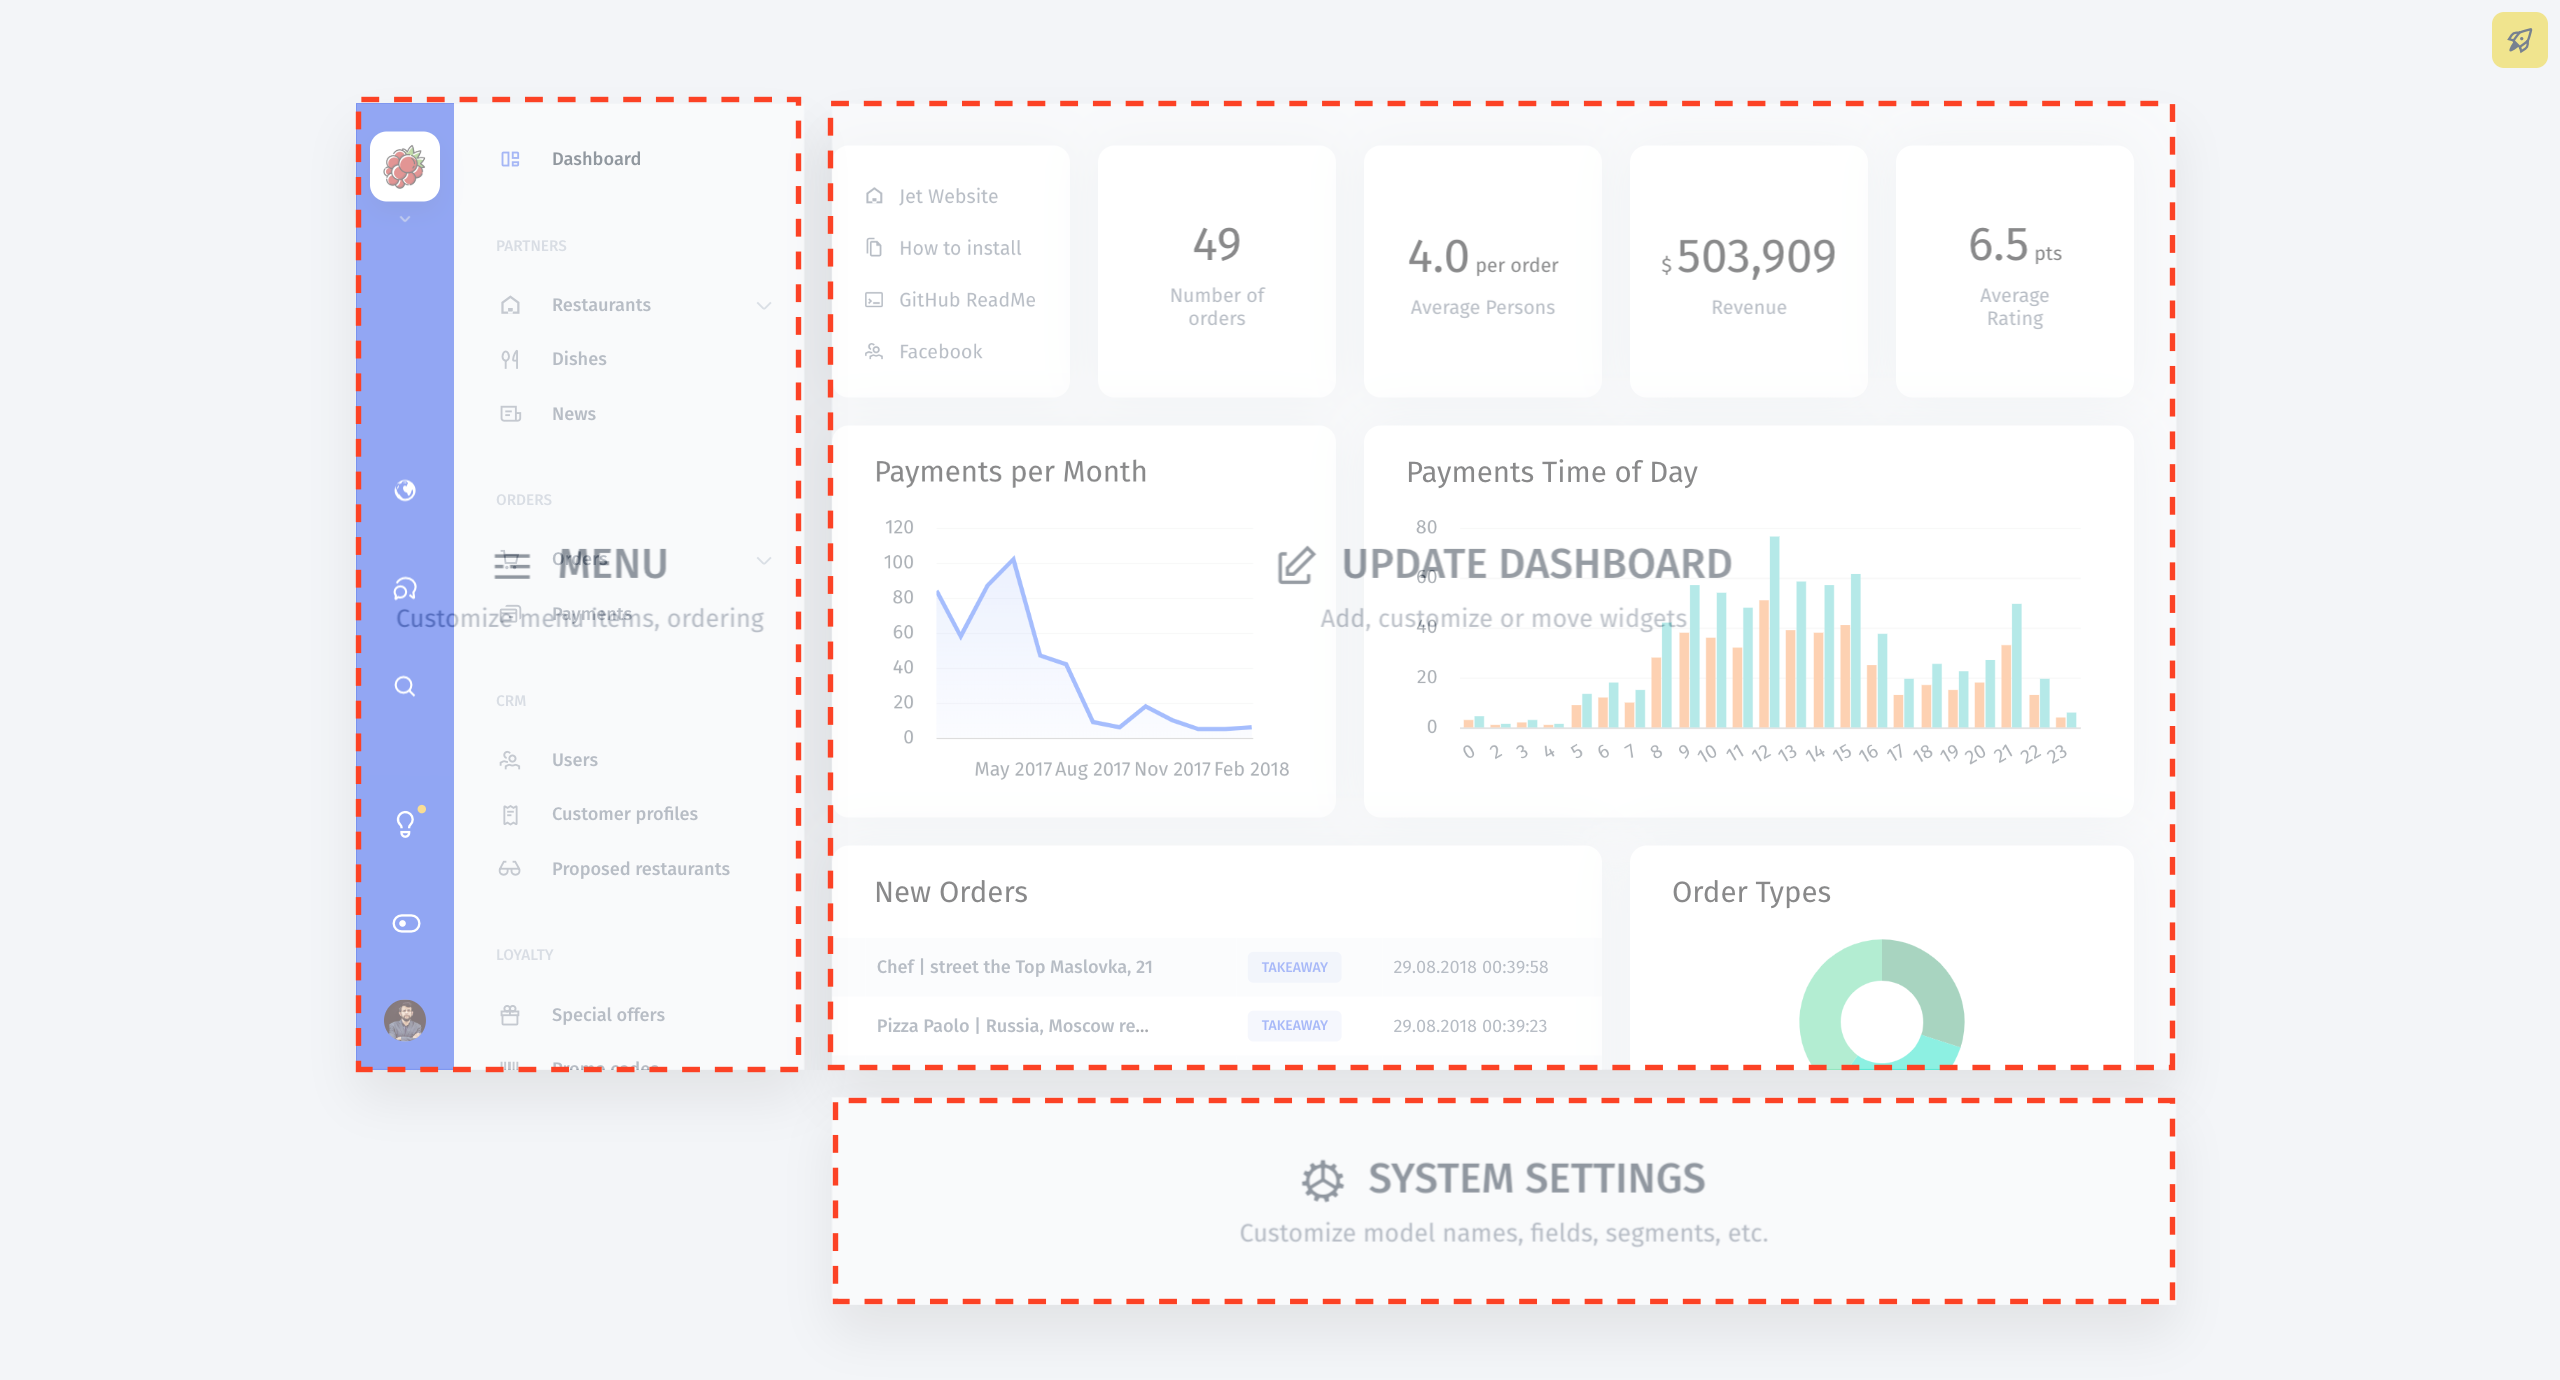 Dashboard
PARTNERS
Restaurants
Dishes
News
ORDERS
Orders
MENU
Payments
Customize menu items, ordering
CRM
Users
Customer profiles
Proposed restaurants
LOYALTY
Special offers
Promo codes
Jet Website
How to install
GitHub ReadMe
Facebook
49
Number of
orders
4.0 per order
Average Persons
$ 503,909
Revenue
6.5 pts
Average
Rating
Payments per Month
120
100
80
60
40
20
0
May 2017 Aug 2017 Nov 2017 Feb 2018
Payments Time of Day
80
60
40
20
0
0 2 3 4 5 6 7 8 9 10 11 12 13 14 15 16 17 18 19 20 21 22 23
UPDATE DASHBOARD
Add, customize or move widgets
New Orders
Chef | street the Top Maslovka, 21 TAKEAWAY 29.08.2018 00:39:58
Pizza Paolo | Russia, Moscow re... TAKEAWAY 29.08.2018 00:39:23
Order Types
SYSTEM SETTINGS
Customize model names, fields, segments, etc.